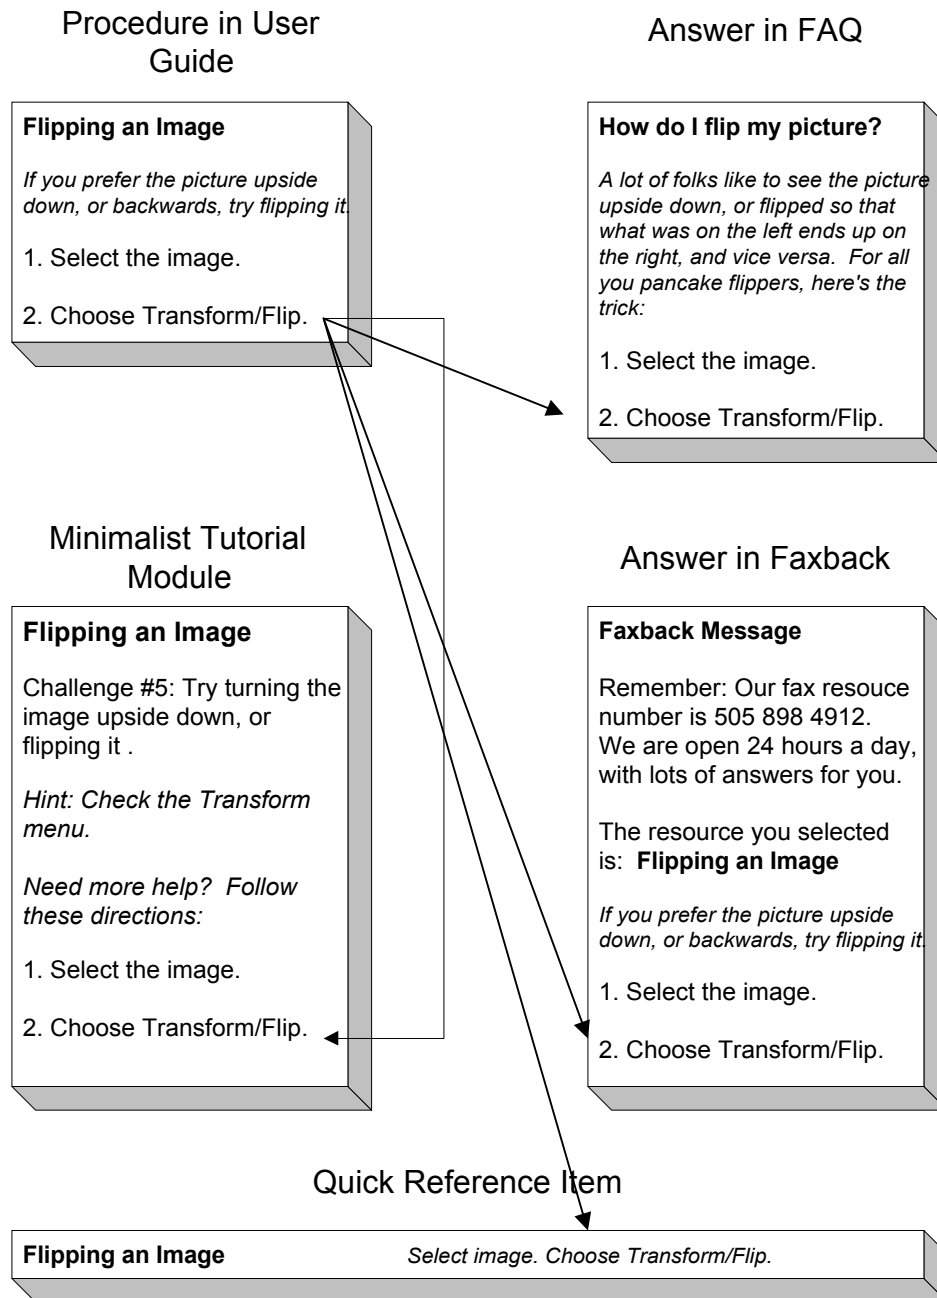 Procedure in User
Guide
Flipping an Image
If you prefer the picture upside
down, or backwards, try flipping it.
1. Select the image.
2. Choose Transform/Flip.
Answer in FAQ
How do I flip my picture?
A lot of folks like to see the picture
upside down, or flipped so that
what was on the left ends up on
the right, and vice versa.  For all
you pancake flippers, here's the
trick:
1. Select the image.
2. Choose Transform/Flip.
Minimalist Tutorial
Module
Flipping an Image
Challenge #5: Try turning the
image upside down, or
flipping it .
Hint: Check the Transform
menu.
Need more help?  Follow
these directions:
1. Select the image.
2. Choose Transform/Flip.
Answer in Faxback
Faxback Message
Remember: Our fax resouce
number is 505 898 4912.
We are open 24 hours a day,
with lots of answers for you.
The resource you selected
is:  Flipping an Image
If you prefer the picture upside
down, or backwards, try flipping it.
1. Select the image.
2. Choose Transform/Flip.
Quick Reference Item
Flipping an Image Select image. Choose Transform/Flip.